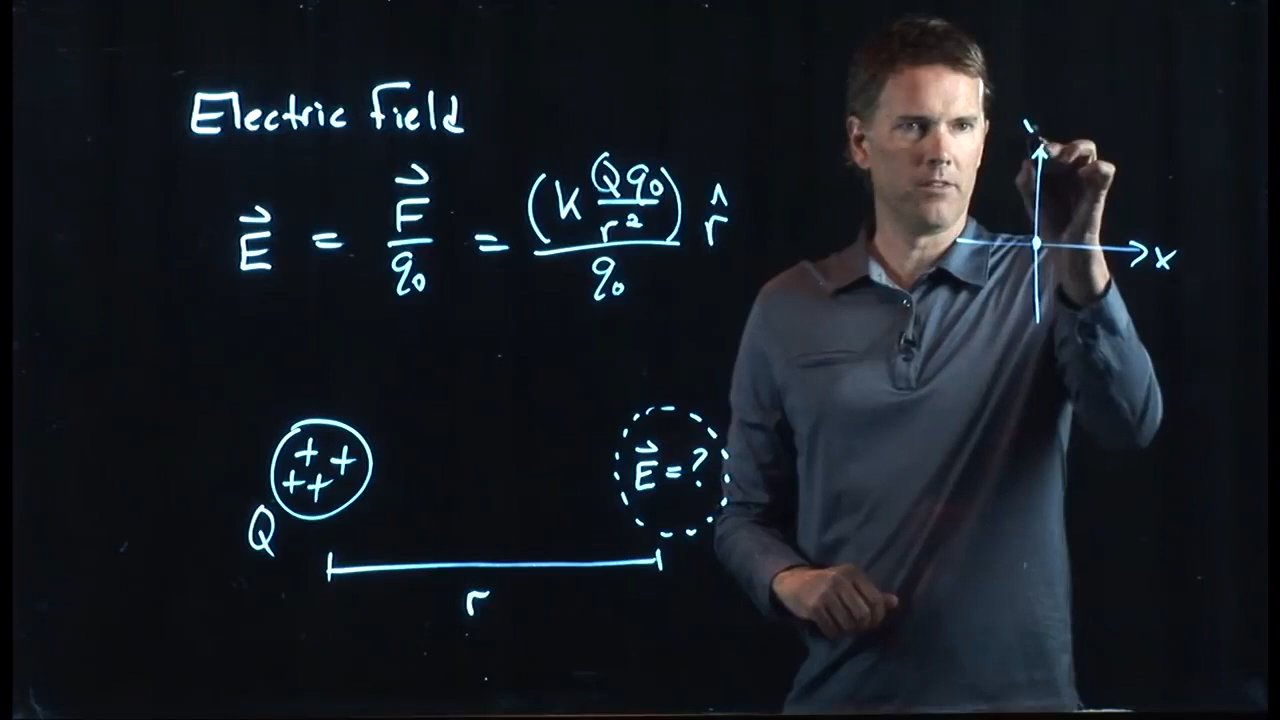 Electric Field
E⃗ = F⃗/q₀ = (k Qq₀/r²)/q₀ r̂
x
+ + + +
E⃗ = ?
Q
r